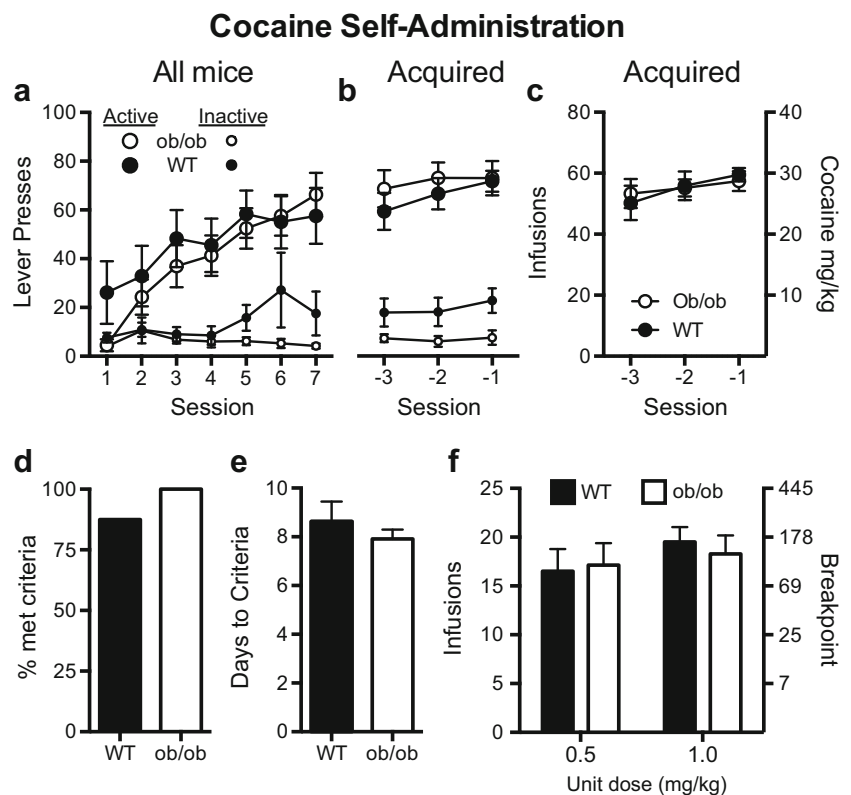 Cocaine Self-Administration
All mice
Acquired
Acquired
a
b
c
Active
Inactive
ob/ob
WT
100
80
60
40
20
0
Lever Presses
1 2 3 4 5 6 7
Session
-3 -2 -1
Session
80
60
40
20
0
Infusions
40
30
20
10
Cocaine mg/kg
Ob/ob
WT
-3 -2 -1
Session
d
e
f
100
75
50
25
0
% met criteria
WT ob/ob
10
8
6
4
2
0
Days to Criteria
WT ob/ob
WT
ob/ob
25
20
15
10
5
0
Infusions
445
178
69
25
7
Breakpoint
0.5 1.0
Unit dose (mg/kg)